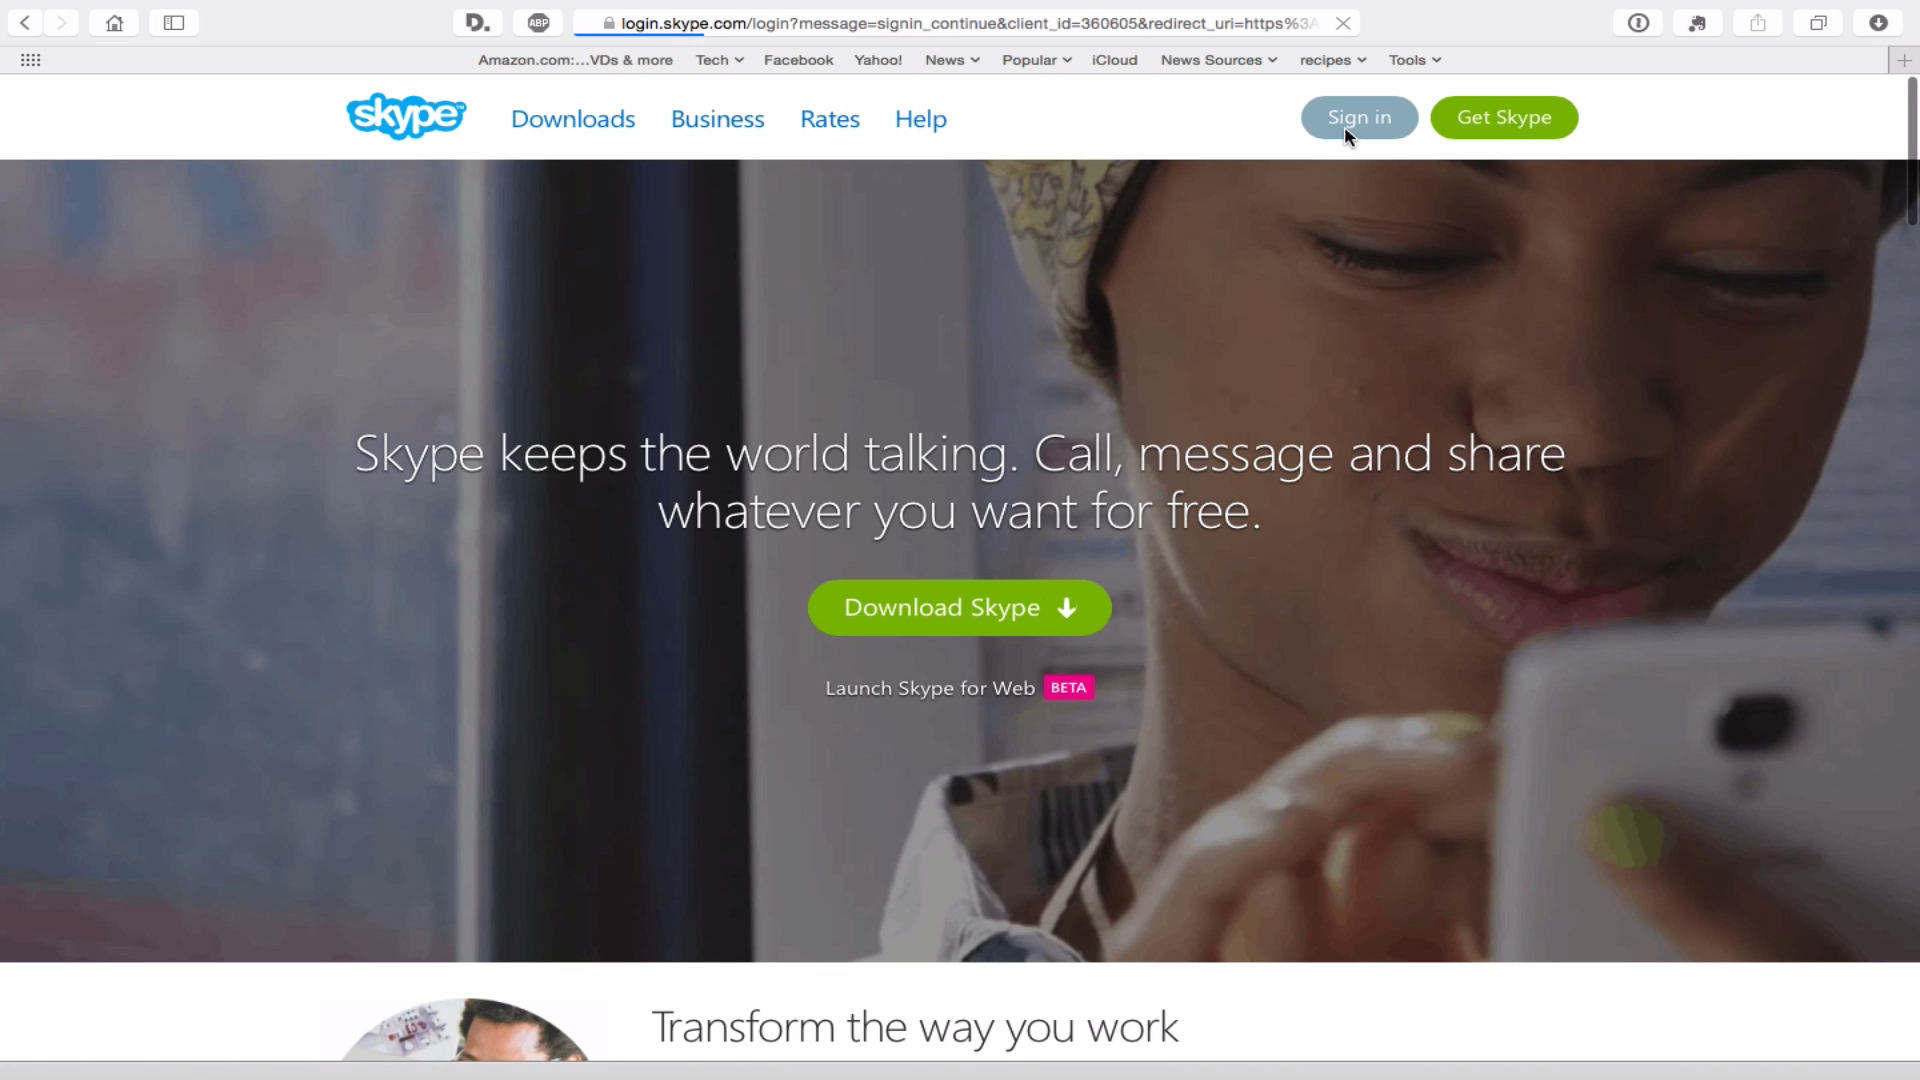 D.
ABP
login.skype.com/login?message=signin_continue&client_id=360605&redirect_uri=https%3A
Amazon.com:...VDs & more Tech Facebook Yahoo! News Popular iCloud News Sources recipes Tools
skype™ Downloads Business Rates Help Sign in Get Skype
Skype keeps the world talking. Call, message and share
whatever you want for free.
Download Skype
Launch Skype for Web BETA
Transform the way you work